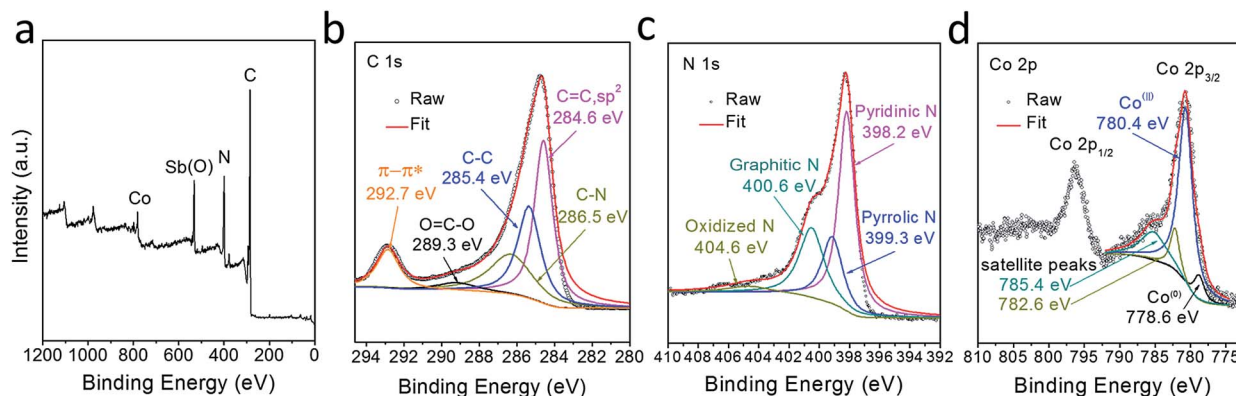 a
C
Sb(O)
N
Co
Intensity (a.u.)
1200 1000 800 600 400 200 0
Binding Energy (eV)
b
C 1s
Raw
Fit
C=C,sp²
284.6 eV
C-C
285.4 eV
π−π*
292.7 eV
C-N
286.5 eV
O=C-O
289.3 eV
294 292 290 288 286 284 282 280
Binding Energy (eV)
c
N 1s
Raw
Fit
Pyridinic N
398.2 eV
Graphitic N
400.6 eV
Pyrrolic N
399.3 eV
Oxidized N
404.6 eV
410 408 406 404 402 400 398 396 394 392
Binding Energy (eV)
d
Co 2p
Co 2p₃/₂
Raw
Fit
Co⁽ᴵᴵ⁾
780.4 eV
Co 2p₁/₂
satellite peaks
785.4 eV
782.6 eV
Co⁽⁰⁾
778.6 eV
810 805 800 795 790 785 780 775
Binding Energy (eV)